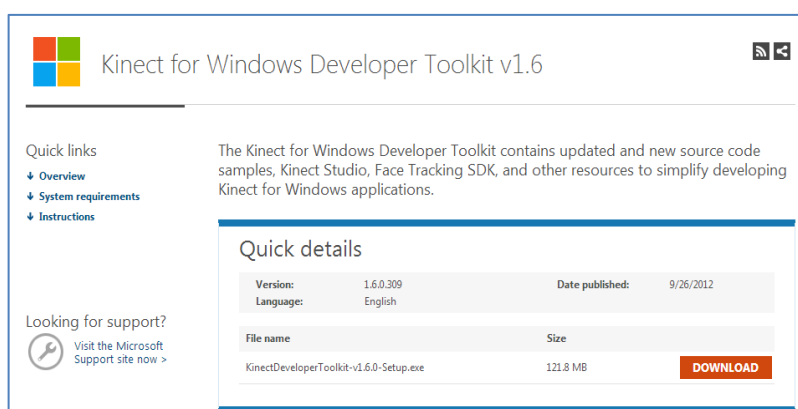 Kinect for Windows Developer Toolkit v1.6
Quick links
Overview
System requirements
Instructions
The Kinect for Windows Developer Toolkit contains updated and new source code
samples, Kinect Studio, Face Tracking SDK, and other resources to simplify developing
Kinect for Windows applications.
Quick details
Version: 1.6.0.309 Date published: 9/26/2012
Language: English
File name Size
KinectDeveloperToolkit-v1.6.0-Setup.exe 121.8 MB DOWNLOAD
Looking for support?
Visit the Microsoft
Support site now >